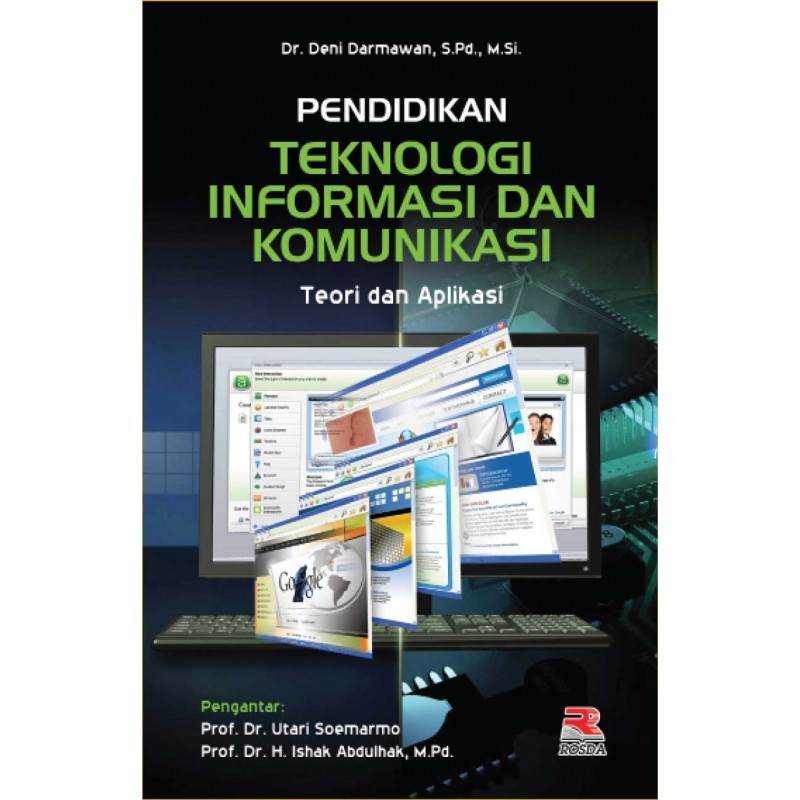 Dr. Deni Darmawan, S.Pd., M.Si.
PENDIDIKAN
TEKNOLOGI
INFORMASI DAN
KOMUNIKASI
Teori dan Aplikasi
Google
Pengantar:
Prof. Dr. Utari Soemarmo
Prof. Dr. H. Ishak Abdulhak, M.Pd.
ROSDA